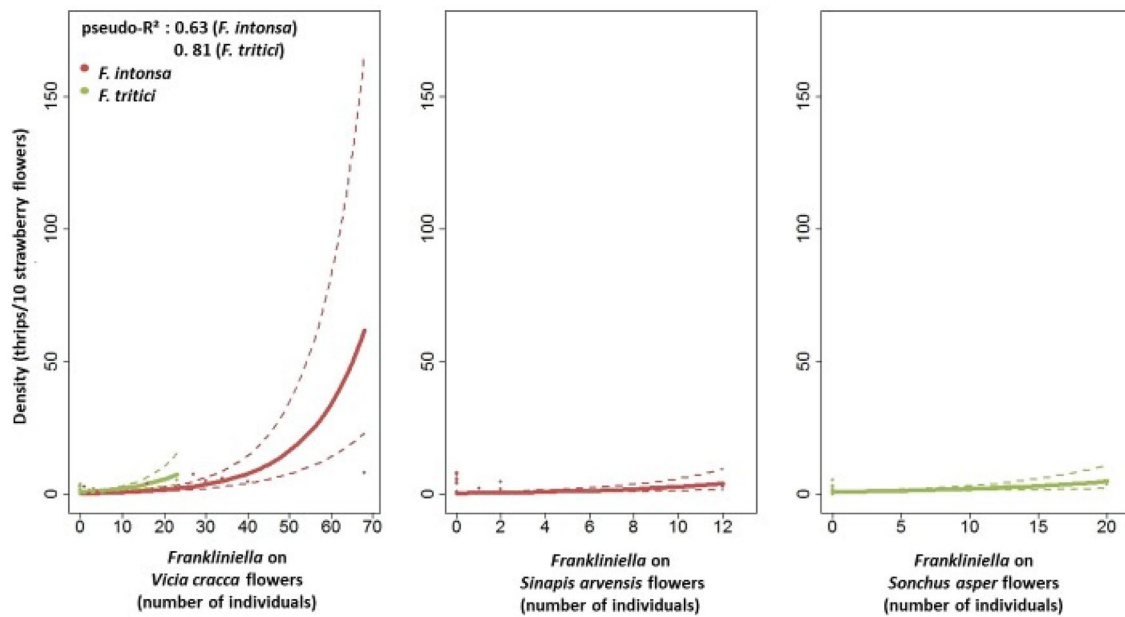 pseudo-R² : 0.63 (F. intonsa)
0. 81 (F. tritici)
F. intonsa
F. tritici
Density (thrips/10 strawberry flowers)
150
100
50
0
0 10 20 30 40 50 60 70
Frankliniella on
Vicia cracca flowers
(number of individuals)
150
100
50
0
0 2 4 6 8 10 12
Frankliniella on
Sinapis arvensis flowers
(number of individuals)
150
100
50
0
0 5 10 15 20
Frankliniella on
Sonchus asper flowers
(number of individuals)